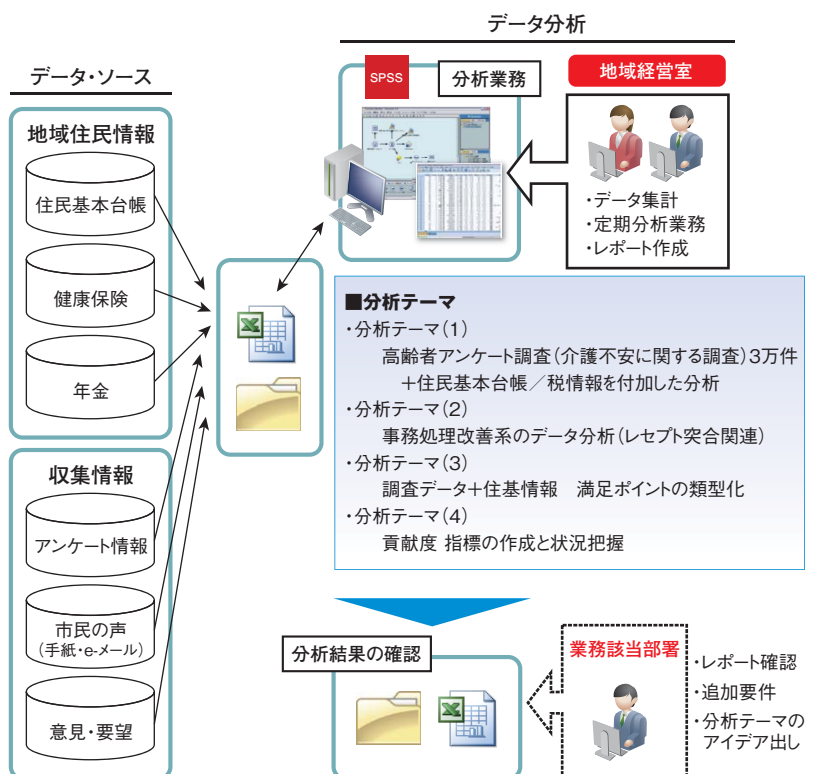 データ・ソース
地域住民情報
住民基本台帳
健康保険
年金
収集情報
アンケート情報
市民の声
(手紙・e-メール)
意見・要望
データ分析
SPSS
分析業務
地域経営室
・データ集計
・定期分析業務
・レポート作成
■分析テーマ
・分析テーマ(1)
高齢者アンケート調査(介護不安に関する調査)3万件
＋住民基本台帳／税情報を付加した分析
・分析テーマ(2)
事務処理改善系のデータ分析(レセプト突合関連)
・分析テーマ(3)
調査データ＋住基情報　満足ポイントの類型化
・分析テーマ(4)
貢献度 指標の作成と状況把握
分析結果の確認
業務該当部署
・レポート確認
・追加要件
・分析テーマの
アイデア出し